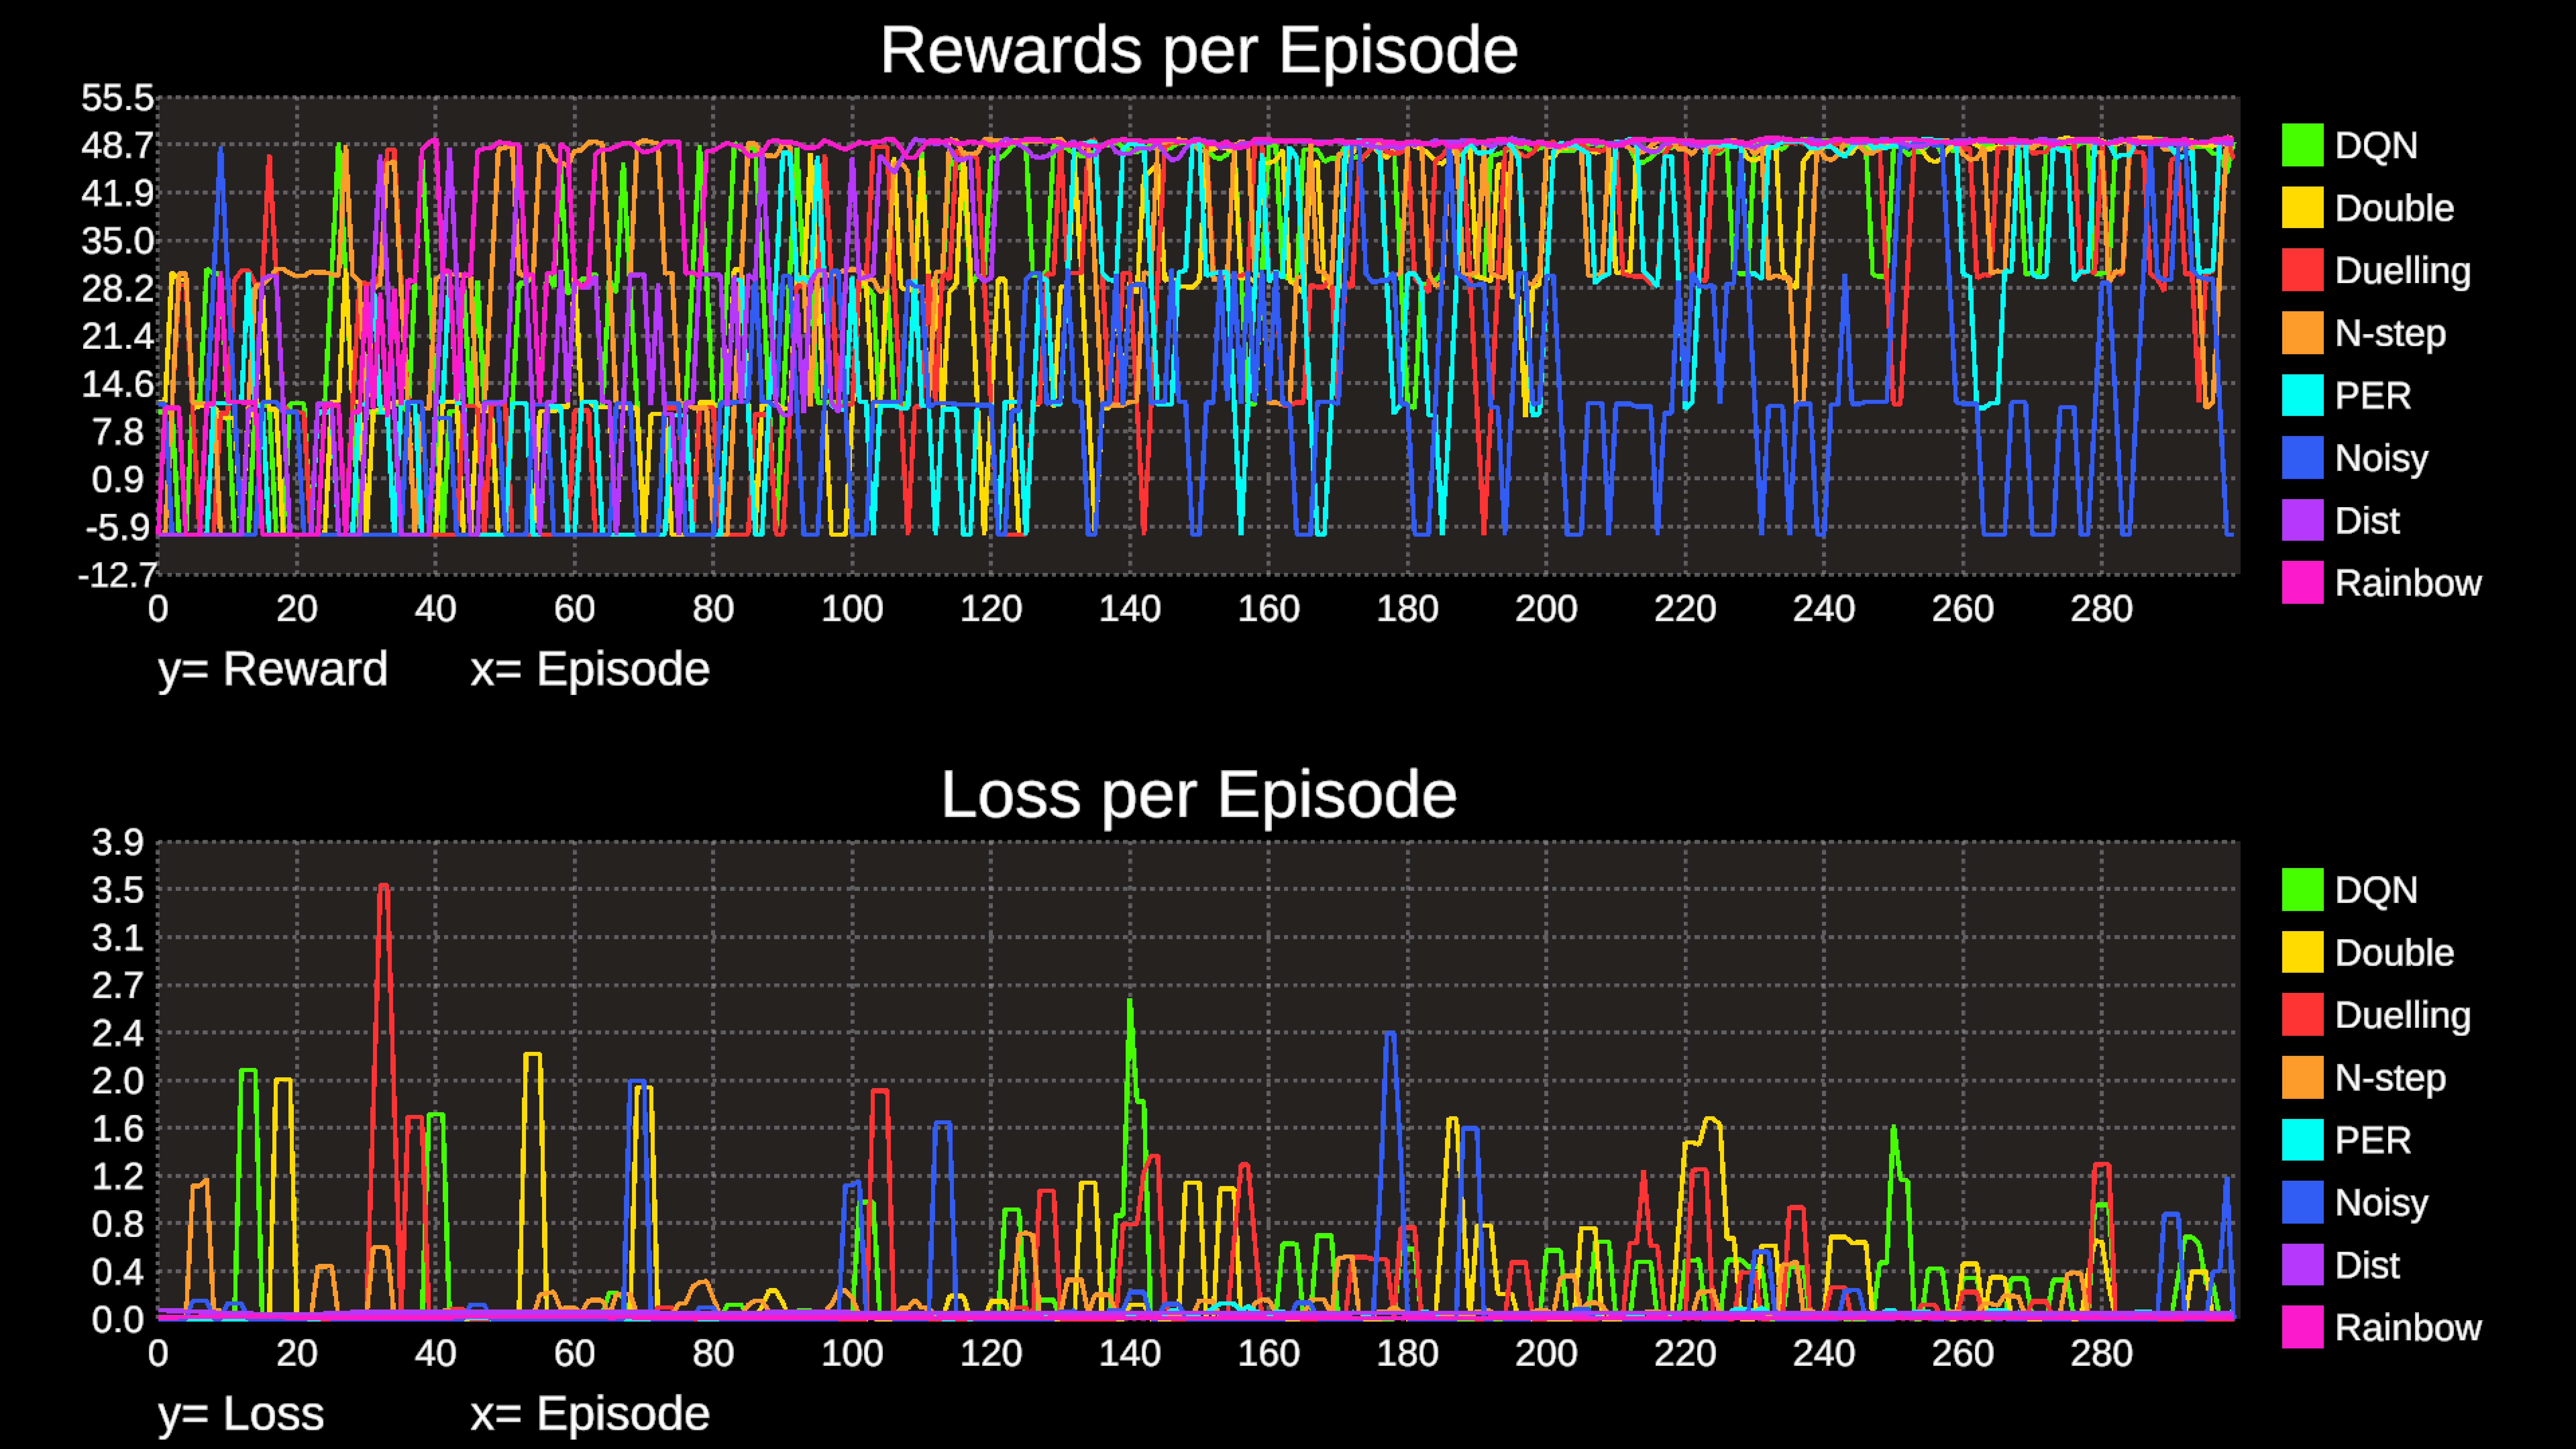 Rewards per Episode
55.5
48.7
41.9
35.0
28.2
21.4
14.6
7.8
0.9
-5.9
-12.7
0 20 40 60 80 100 120 140 160 180 200 220 240 260 280
y= Reward x= Episode
DQN
Double
Duelling
N-step
PER
Noisy
Dist
Rainbow
Loss per Episode
3.9
3.5
3.1
2.7
2.4
2.0
1.6
1.2
0.8
0.4
0.0
0 20 40 60 80 100 120 140 160 180 200 220 240 260 280
y= Loss x= Episode
DQN
Double
Duelling
N-step
PER
Noisy
Dist
Rainbow